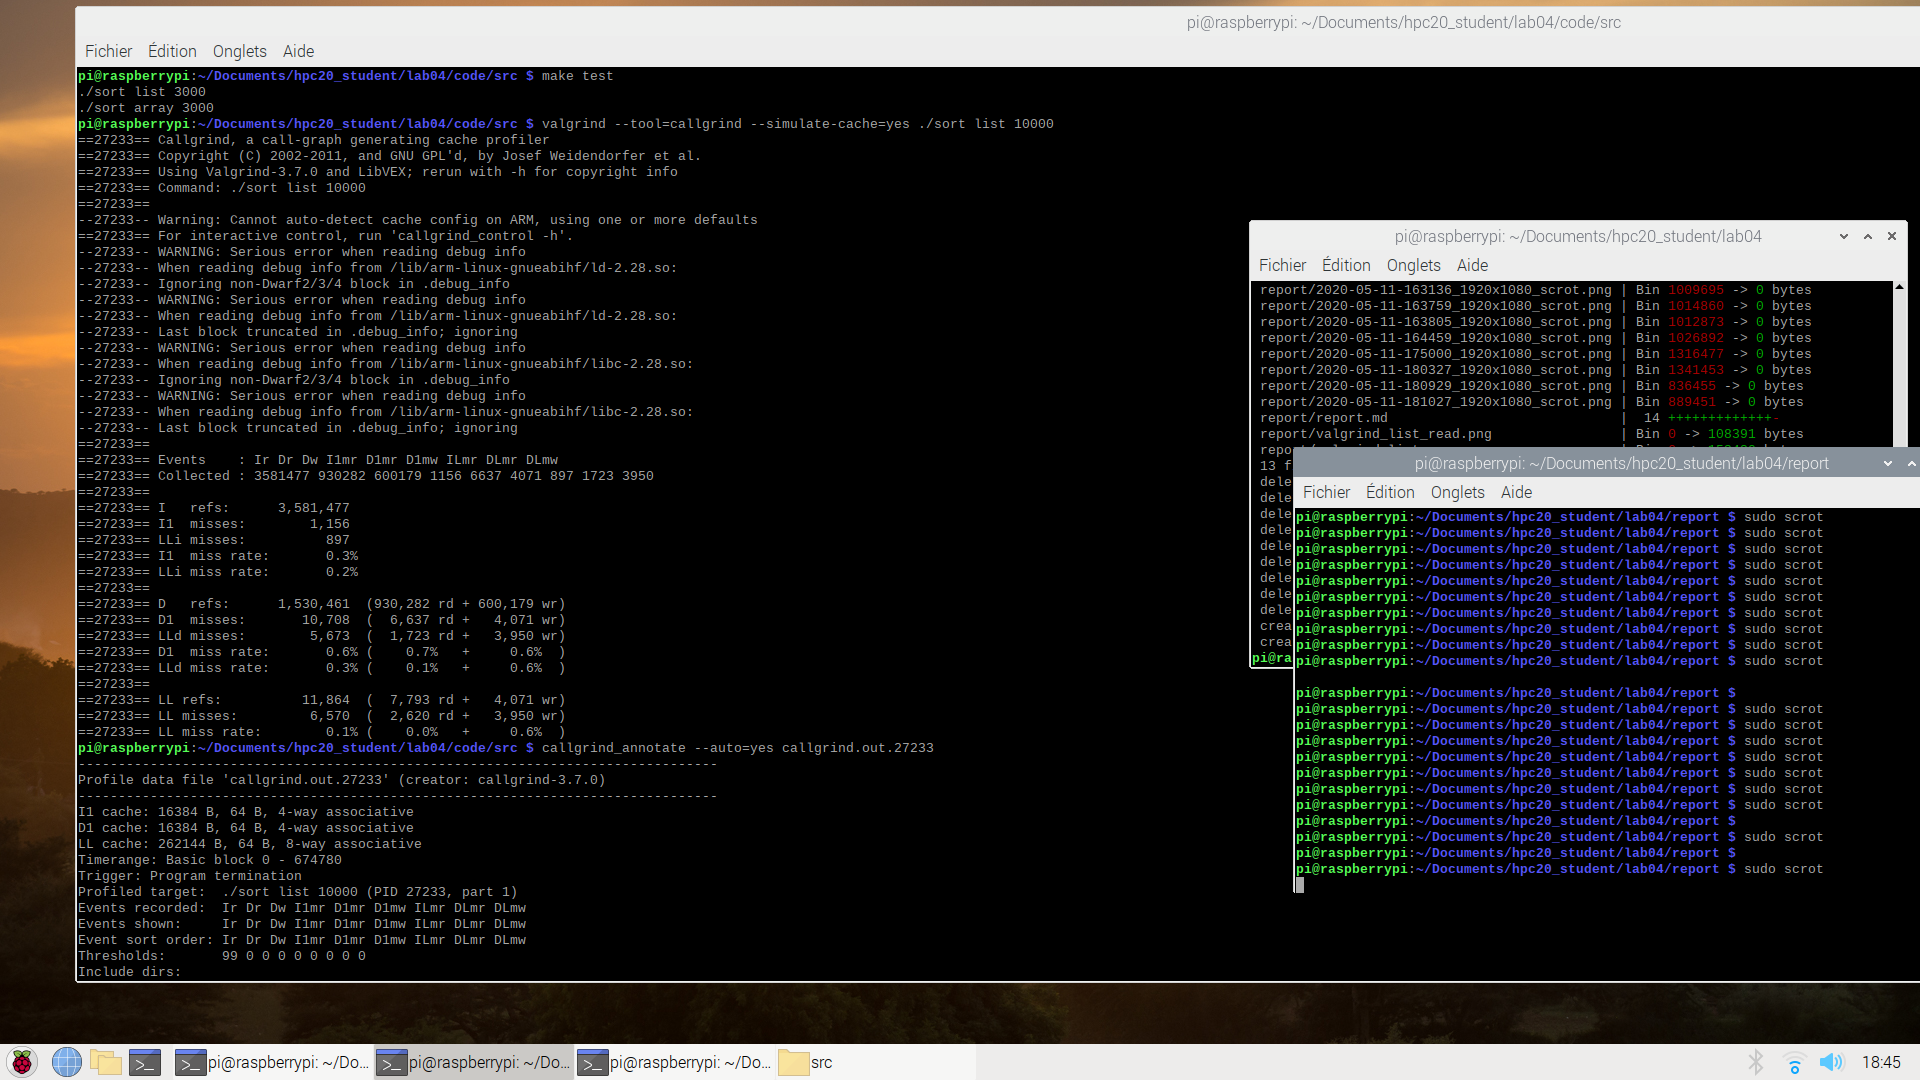 pi@raspberrypi: ~/Documents/hpc20_student/lab04/code/src
Fichier Édition Onglets Aide
pi@raspberrypi:~/Documents/hpc20_student/lab04/code/src $ make test
./sort list 3000
./sort array 3000
pi@raspberrypi:~/Documents/hpc20_student/lab04/code/src $ valgrind --tool=callgrind --simulate-cache=yes ./sort list 10000
==27233== Callgrind, a call-graph generating cache profiler
==27233== Copyright (C) 2002-2011, and GNU GPL'd, by Josef Weidendorfer et al.
==27233== Using Valgrind-3.7.0 and LibVEX; rerun with -h for copyright info
==27233== Command: ./sort list 10000
==27233==
--27233-- Warning: Cannot auto-detect cache config on ARM, using one or more defaults
==27233== For interactive control, run 'callgrind_control -h'.
--27233-- WARNING: Serious error when reading debug info
--27233-- When reading debug info from /lib/arm-linux-gnueabihf/ld-2.28.so:
--27233-- Ignoring non-Dwarf2/3/4 block in .debug_info
--27233-- WARNING: Serious error when reading debug info
--27233-- When reading debug info from /lib/arm-linux-gnueabihf/ld-2.28.so:
--27233-- Last block truncated in .debug_info; ignoring
--27233-- WARNING: Serious error when reading debug info
--27233-- When reading debug info from /lib/arm-linux-gnueabihf/libc-2.28.so:
--27233-- Ignoring non-Dwarf2/3/4 block in .debug_info
--27233-- WARNING: Serious error when reading debug info
--27233-- When reading debug info from /lib/arm-linux-gnueabihf/libc-2.28.so:
--27233-- Last block truncated in .debug_info; ignoring
==27233==
==27233== Events    : Ir Dr Dw I1mr D1mr D1mw ILmr DLmr DLmw
==27233== Collected : 3581477 930282 600179 1156 6637 4071 897 1723 3950
==27233==
==27233== I   refs:      3,581,477
==27233== I1  misses:        1,156
==27233== LLi misses:          897
==27233== I1  miss rate:       0.3%
==27233== LLi miss rate:       0.2%
==27233==
==27233== D   refs:      1,530,461  (930,282 rd + 600,179 wr)
==27233== D1  misses:       10,708  (  6,637 rd +   4,071 wr)
==27233== LLd misses:        5,673  (  1,723 rd +   3,950 wr)
==27233== D1  miss rate:       0.6% (    0.7%   +     0.6%  )
==27233== LLd miss rate:       0.3% (    0.1%   +     0.6%  )
==27233==
==27233== LL refs:          11,864  (  7,793 rd +   4,071 wr)
==27233== LL misses:         6,570  (  2,620 rd +   3,950 wr)
==27233== LL miss rate:        0.1% (    0.0%   +     0.6%  )
pi@raspberrypi:~/Documents/hpc20_student/lab04/code/src $ callgrind_annotate --auto=yes callgrind.out.27233
--------------------------------------------------------------------------------
Profile data file 'callgrind.out.27233' (creator: callgrind-3.7.0)
--------------------------------------------------------------------------------
I1 cache: 16384 B, 64 B, 4-way associative
D1 cache: 16384 B, 64 B, 4-way associative
LL cache: 262144 B, 64 B, 8-way associative
Timerange: Basic block 0 - 674780
Trigger: Program termination
Profiled target:  ./sort list 10000 (PID 27233, part 1)
Events recorded:  Ir Dr Dw I1mr D1mr D1mw ILmr DLmr DLmw
Events shown:     Ir Dr Dw I1mr D1mr D1mw ILmr DLmr DLmw
Event sort order: Ir Dr Dw I1mr D1mr D1mw ILmr DLmr DLmw
Thresholds:       99 0 0 0 0 0 0 0 0
Include dirs:
pi@raspberrypi: ~/Documents/hpc20_student/lab04
Fichier Édition Onglets Aide
report/2020-05-11-163136_1920x1080_scrot.png | Bin 1009695 -> 0 bytes
report/2020-05-11-163759_1920x1080_scrot.png | Bin 1014860 -> 0 bytes
report/2020-05-11-163805_1920x1080_scrot.png | Bin 1012873 -> 0 bytes
report/2020-05-11-164459_1920x1080_scrot.png | Bin 1026892 -> 0 bytes
report/2020-05-11-175000_1920x1080_scrot.png | Bin 1316477 -> 0 bytes
report/2020-05-11-180327_1920x1080_scrot.png | Bin 1341453 -> 0 bytes
report/2020-05-11-180929_1920x1080_scrot.png | Bin 836455 -> 0 bytes
report/2020-05-11-181027_1920x1080_scrot.png | Bin 889451 -> 0 bytes
report/report.md                             |  14 +++++++++++++-
report/valgrind_list_read.png                | Bin 0 -> 108391 bytes
repo
13 f
dele
dele
dele
dele
dele
dele
dele
dele
dele
crea
crea
pi@ra
pi@raspberrypi: ~/Documents/hpc20_student/lab04/report
Fichier Édition Onglets Aide
pi@raspberrypi:~/Documents/hpc20_student/lab04/report $ sudo scrot
pi@raspberrypi:~/Documents/hpc20_student/lab04/report $ sudo scrot
pi@raspberrypi:~/Documents/hpc20_student/lab04/report $ sudo scrot
pi@raspberrypi:~/Documents/hpc20_student/lab04/report $ sudo scrot
pi@raspberrypi:~/Documents/hpc20_student/lab04/report $ sudo scrot
pi@raspberrypi:~/Documents/hpc20_student/lab04/report $ sudo scrot
pi@raspberrypi:~/Documents/hpc20_student/lab04/report $ sudo scrot
pi@raspberrypi:~/Documents/hpc20_student/lab04/report $ sudo scrot
pi@raspberrypi:~/Documents/hpc20_student/lab04/report $ sudo scrot
pi@raspberrypi:~/Documents/hpc20_student/lab04/report $ sudo scrot
pi@raspberrypi:~/Documents/hpc20_student/lab04/report $
pi@raspberrypi:~/Documents/hpc20_student/lab04/report $ sudo scrot
pi@raspberrypi:~/Documents/hpc20_student/lab04/report $ sudo scrot
pi@raspberrypi:~/Documents/hpc20_student/lab04/report $ sudo scrot
pi@raspberrypi:~/Documents/hpc20_student/lab04/report $ sudo scrot
pi@raspberrypi:~/Documents/hpc20_student/lab04/report $ sudo scrot
pi@raspberrypi:~/Documents/hpc20_student/lab04/report $ sudo scrot
pi@raspberrypi:~/Documents/hpc20_student/lab04/report $ sudo scrot
pi@raspberrypi:~/Documents/hpc20_student/lab04/report $
pi@raspberrypi:~/Documents/hpc20_student/lab04/report $ sudo scrot
pi@raspberrypi:~/Documents/hpc20_student/lab04/report $
pi@raspberrypi:~/Documents/hpc20_student/lab04/report $ sudo scrot
pi@raspberrypi: ~/Do... pi@raspberrypi: ~/Do... pi@raspberrypi: ~/Do... src 18:45